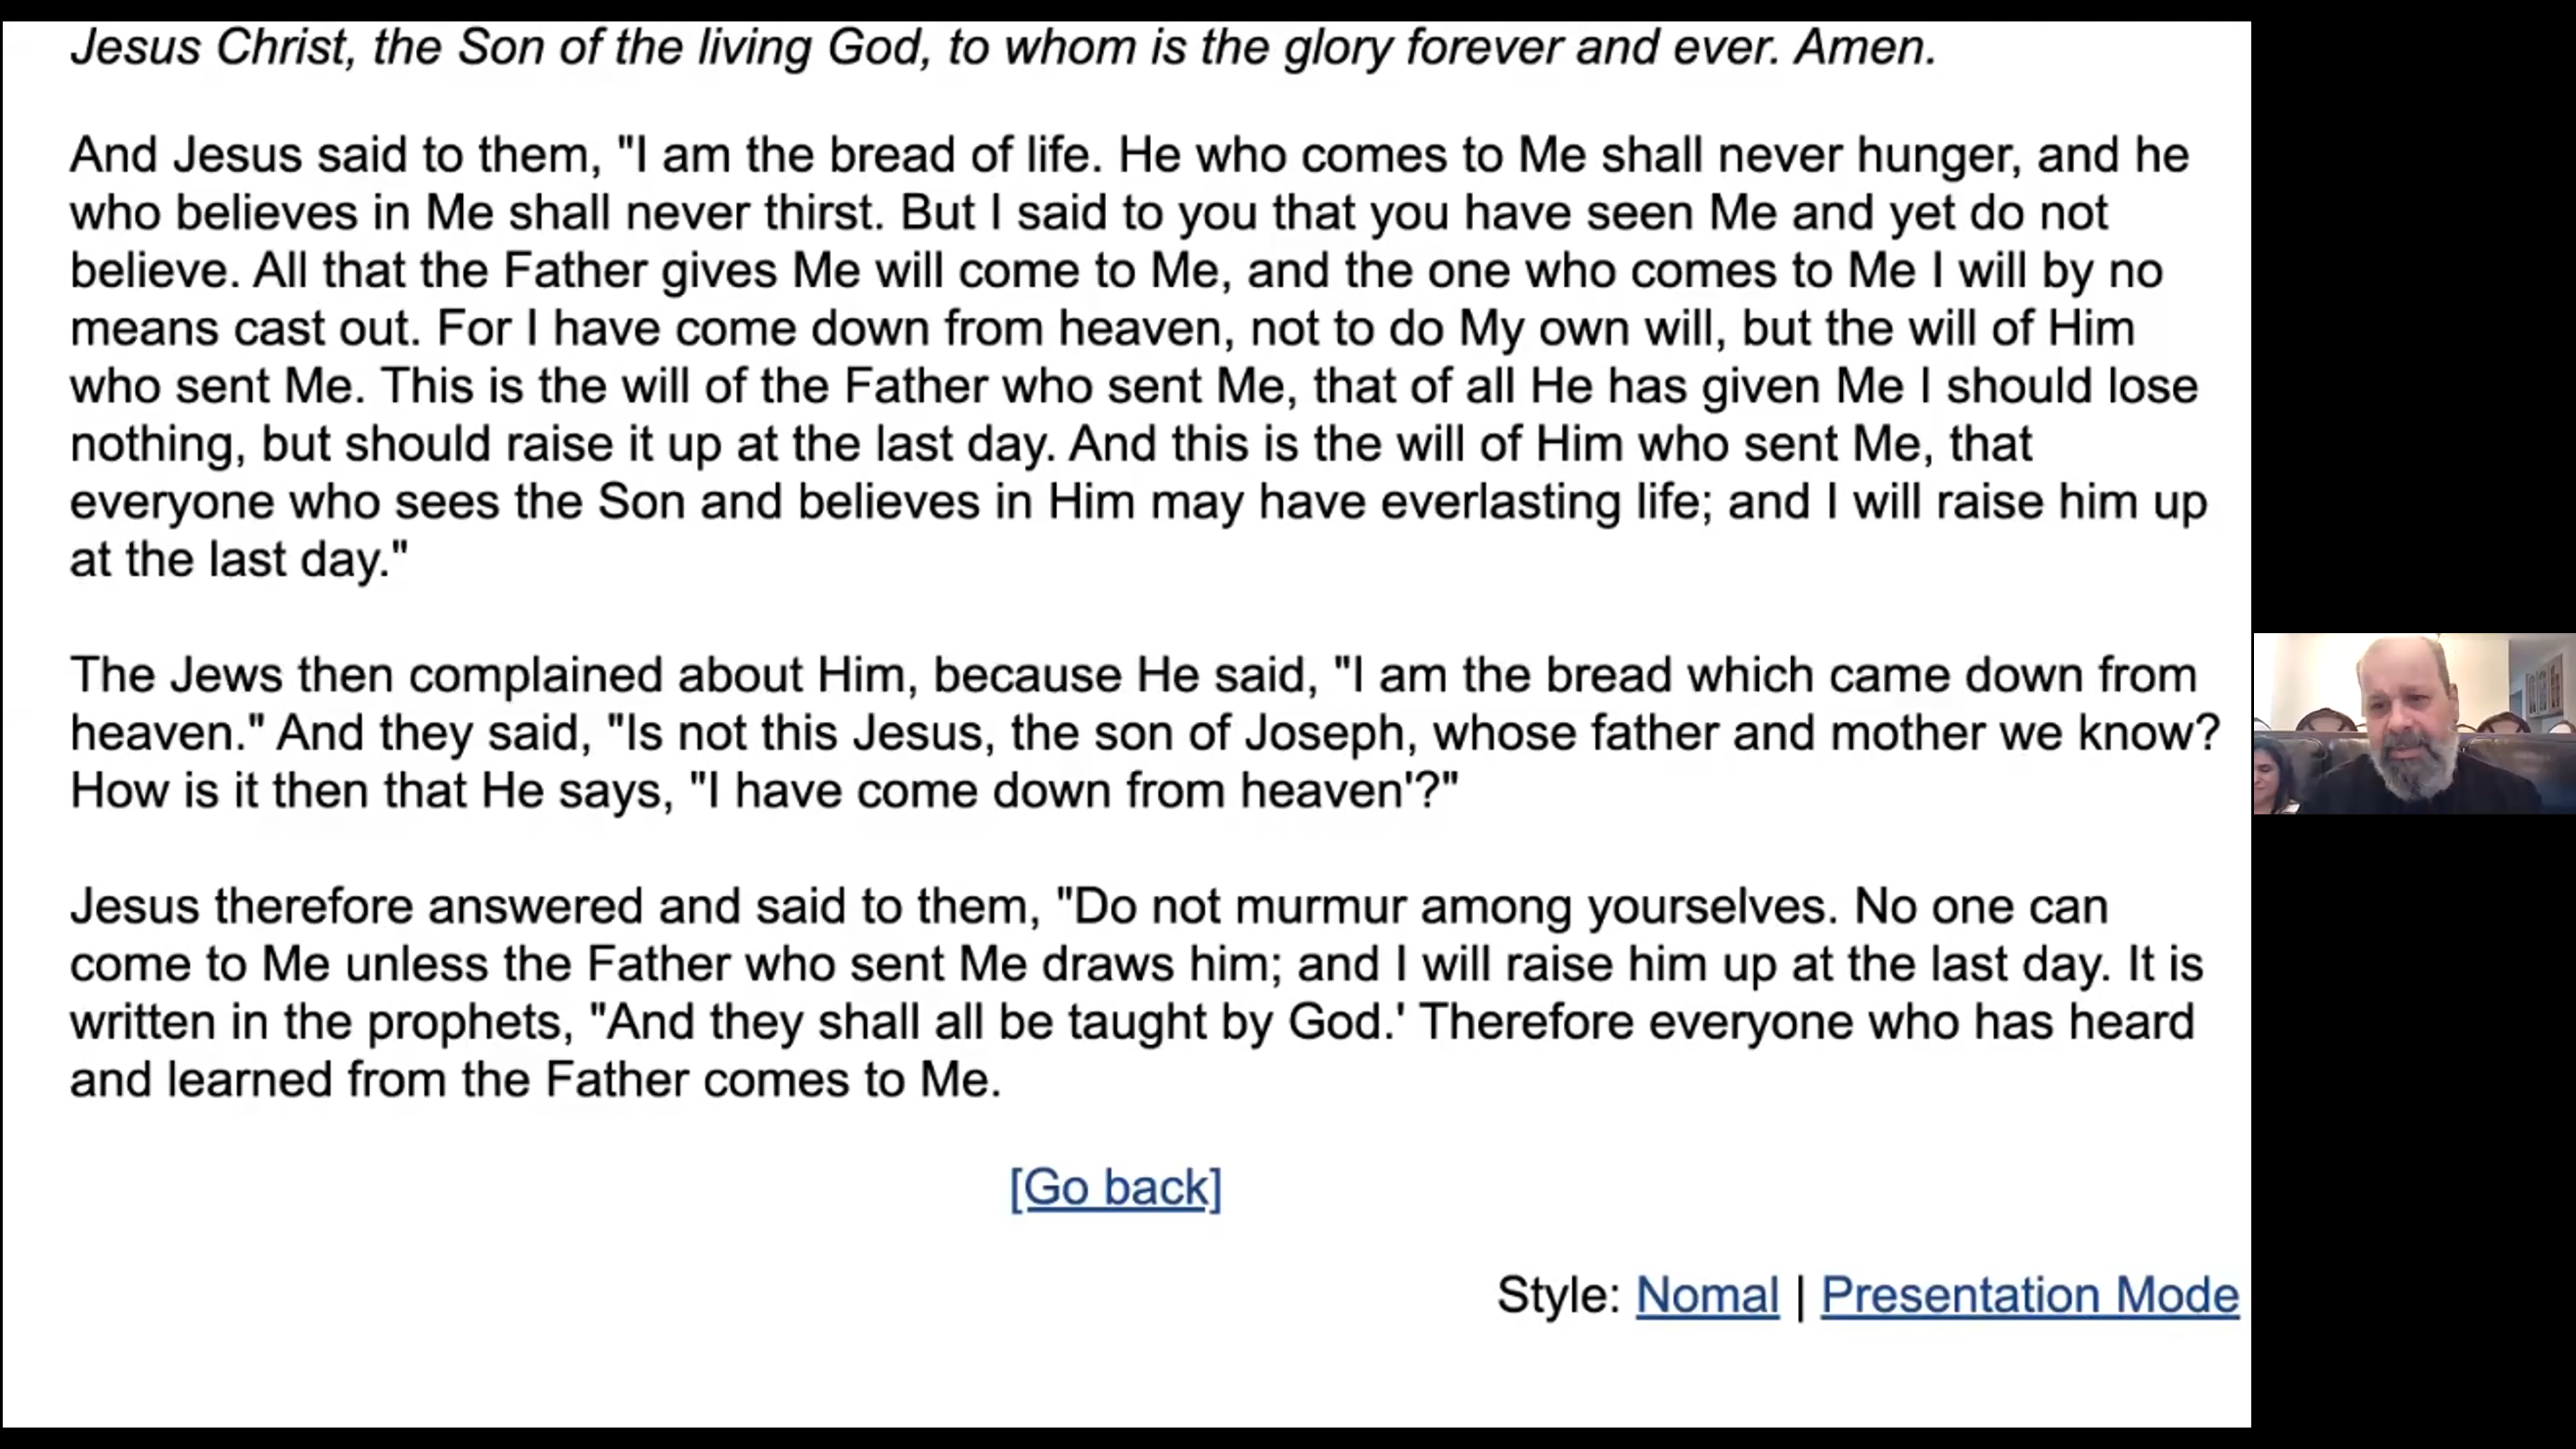 Jesus Christ, the Son of the living God, to whom is the glory forever and ever. Amen.
And Jesus said to them, "I am the bread of life. He who comes to Me shall never hunger, and he
who believes in Me shall never thirst. But I said to you that you have seen Me and yet do not
believe. All that the Father gives Me will come to Me, and the one who comes to Me I will by no
means cast out. For I have come down from heaven, not to do My own will, but the will of Him
who sent Me. This is the will of the Father who sent Me, that of all He has given Me I should lose
nothing, but should raise it up at the last day. And this is the will of Him who sent Me, that
everyone who sees the Son and believes in Him may have everlasting life; and I will raise him up
at the last day."
The Jews then complained about Him, because He said, "I am the bread which came down from
heaven." And they said, "Is not this Jesus, the son of Joseph, whose father and mother we know?
How is it then that He says, "I have come down from heaven'?"
Jesus therefore answered and said to them, "Do not murmur among yourselves. No one can
come to Me unless the Father who sent Me draws him; and I will raise him up at the last day. It is
written in the prophets, "And they shall all be taught by God.' Therefore everyone who has heard
and learned from the Father comes to Me.
[Go back]
Style: Nomal | Presentation Mode